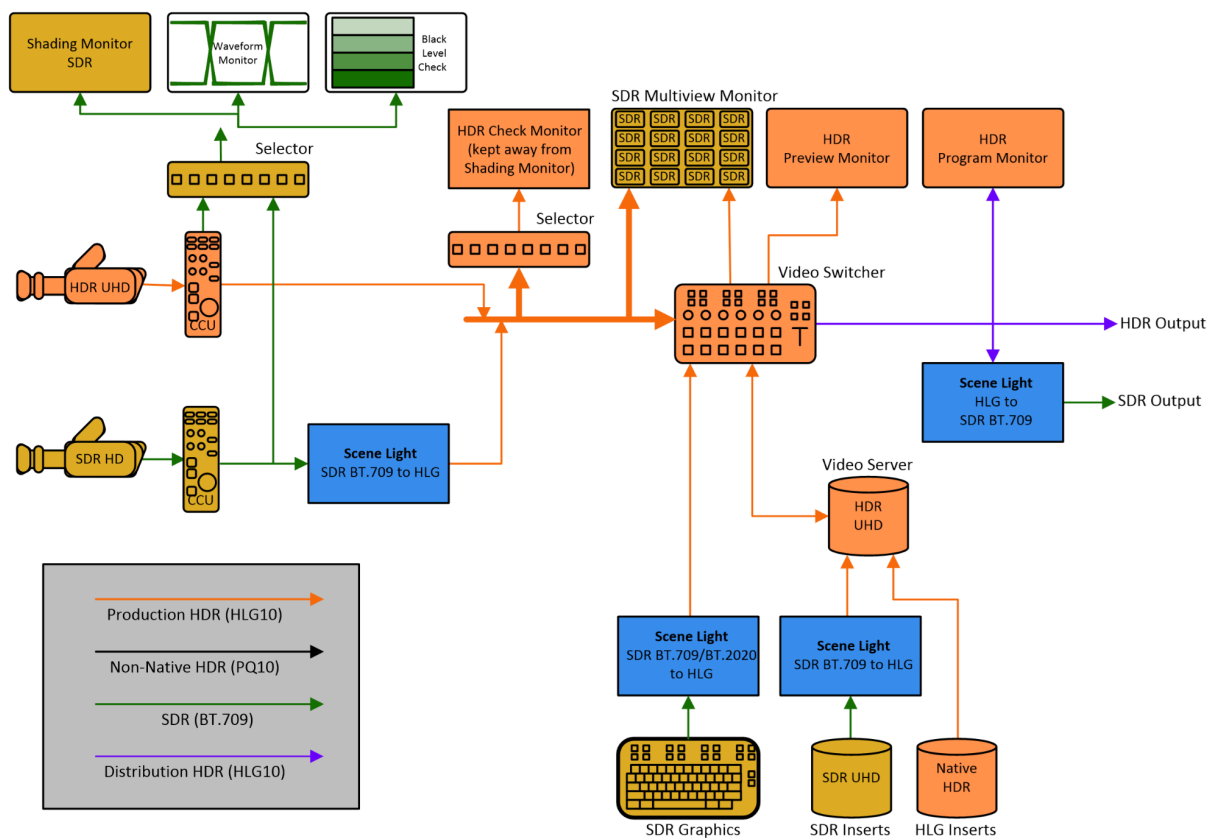 Shading Monitor
SDR
Waveform
Monitor
Black
Level
Check
Selector
HDR Check Monitor
(kept away from
Shading Monitor)
Selector
SDR Multiview Monitor
SDR SDR SDR SDR
SDR SDR SDR SDR
SDR SDR SDR SDR
SDR SDR SDR SDR
HDR
Preview Monitor
HDR
Program Monitor
HDR UHD
CCU
Video Switcher
HDR Output
Scene Light
HLG to
SDR BT.709
SDR Output
SDR HD
CCU
Scene Light
SDR BT.709 to HLG
Video Server
HDR
UHD
Production HDR (HLG10)
Non-Native HDR (PQ10)
SDR (BT.709)
Distribution HDR (HLG10)
Scene Light
SDR BT.709/BT.2020
to HLG
Scene Light
SDR BT.709 to HLG
SDR UHD
Native
HDR
SDR Graphics
SDR Inserts
HLG Inserts